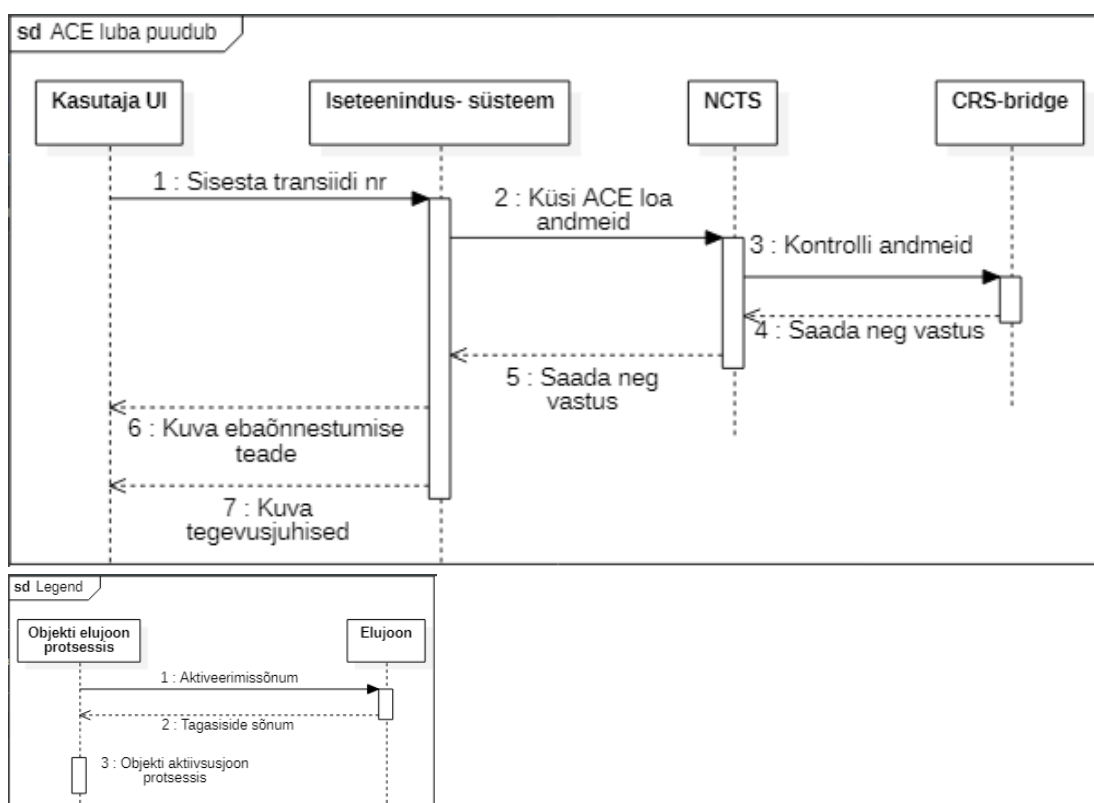 sd ACE luba puudub
Kasutaja UI
Iseteenindus- süsteem
NCTS
CRS-bridge
1 : Sisesta transiidi nr
2 : Küsi ACE loa
andmeid
3 : Kontrolli andmeid
4 : Saada neg vastus
5 : Saada neg
vastus
6 : Kuva ebaõnnestumise
teade
7 : Kuva
tegevusjuhised
sd Legend
Objekti elujoon
protsessis
Elujoon
1 : Aktiveerimissõnum
2 : Tagasiside sõnum
3 : Objekti aktiivsusjoon
protsessis